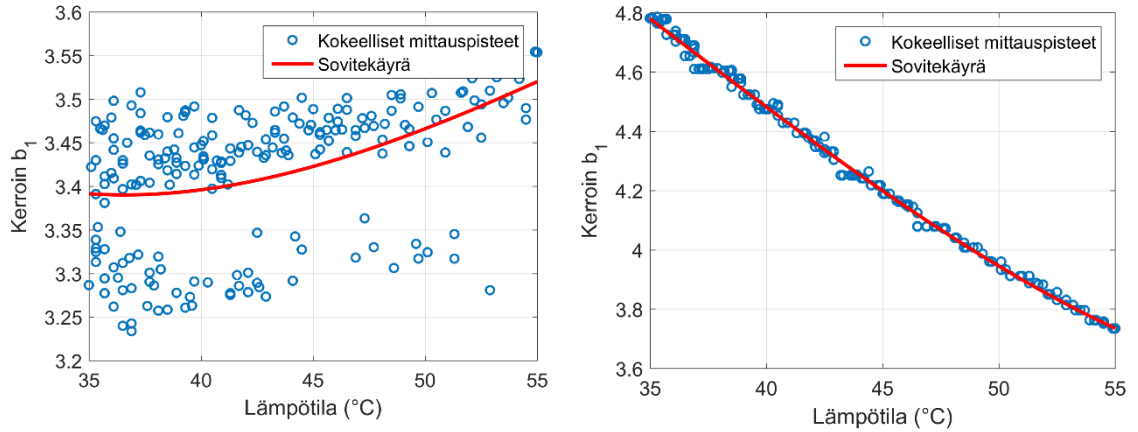 3.6
3.55
3.5
3.45
3.4
3.35
3.3
3.25
3.2
Kerroin b1
Kokeelliset mittauspisteet
Sovitekäyrä
35 40 45 50 55
Lämpötila (°C)
4.8
4.6
4.4
4.2
4
3.8
3.6
Kerroin b1
Kokeelliset mittauspisteet
Sovitekäyrä
35 40 45 50 55
Lämpötila (°C)